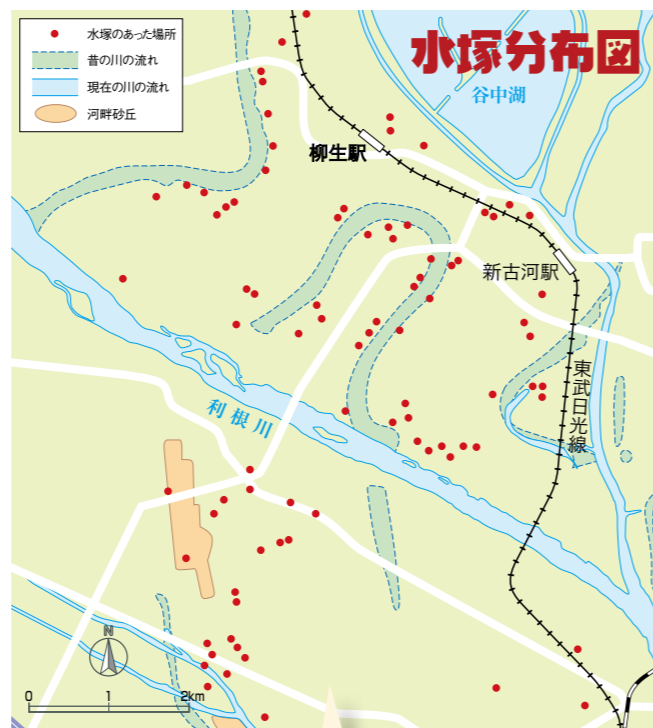 水塚のあった場所
昔の川の流れ
現在の川の流れ
河畔砂丘
水塚分布図
谷中湖
柳生駅
新古河駅
東武日光線
利根川
N
0 1 2km